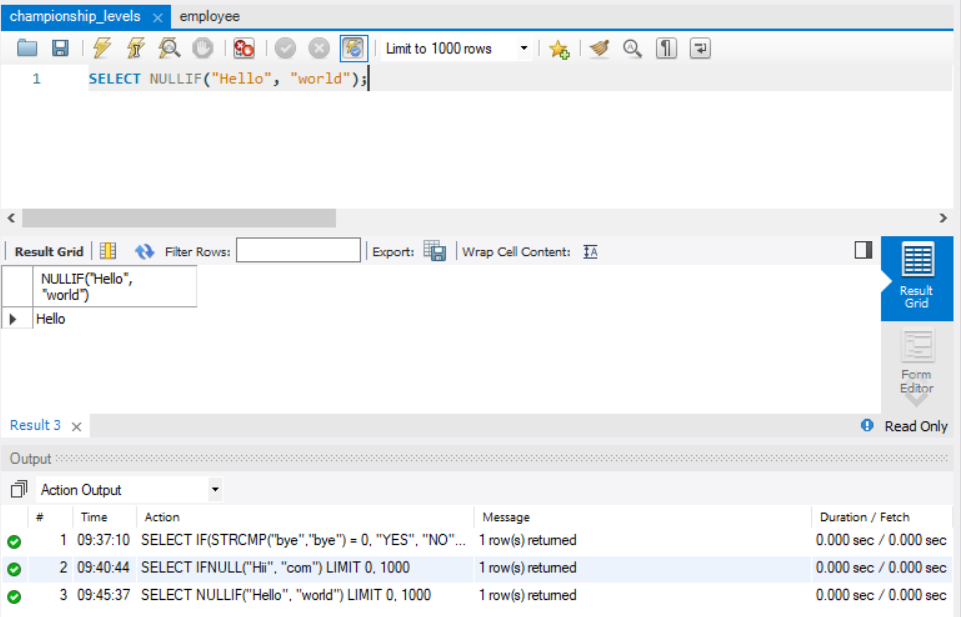 championship_levels × employee
Limit to 1000 rows
1 SELECT NULLIF("Hello", "world");
Result Grid Filter Rows: Export: Wrap Cell Content: IA
Result
Grid
NULLIF("Hello",
"world")
Hello
Form
Editor
Result 3 × Read Only
Output
Action Output
# Time Action Message Duration / Fetch
1 09:37:10 SELECT IF(STRCMP("bye","bye") = 0, "YES", "NO"... 1 row(s) returned 0.000 sec / 0.000 sec
2 09:40:44 SELECT IFNULL("Hii", "com") LIMIT 0, 1000 1 row(s) returned 0.000 sec / 0.000 sec
3 09:45:37 SELECT NULLIF("Hello", "world") LIMIT 0, 1000 1 row(s) returned 0.000 sec / 0.000 sec